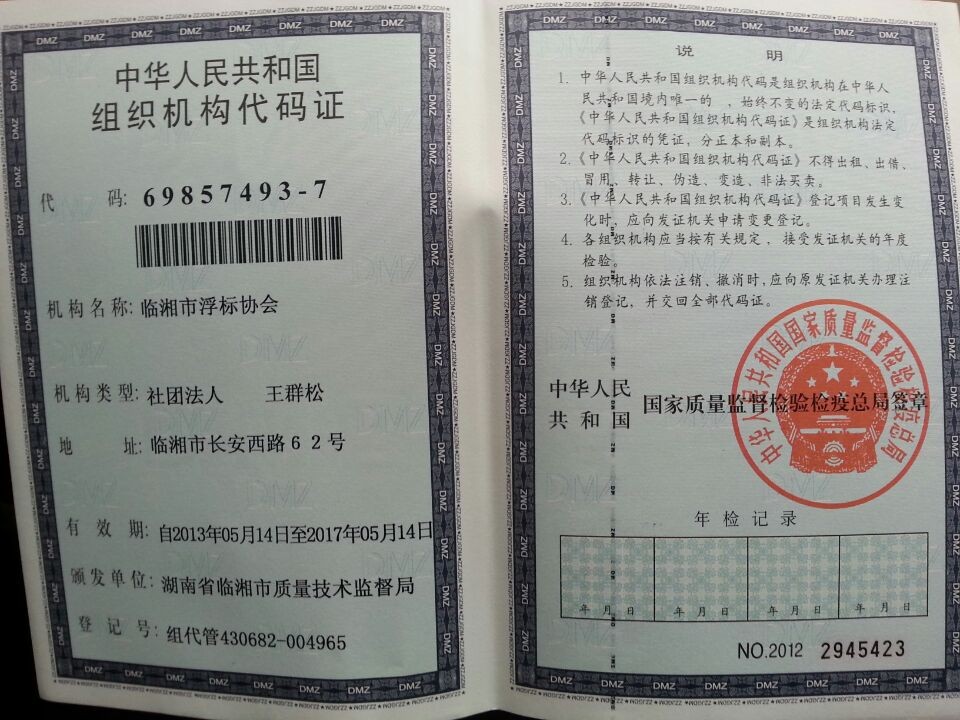 中华人民共和国
组织机构代码证
代 码: 69857493-7
机构名称: 临湘市浮标协会
机构类型: 社团法人 王群松
地 址: 临湘市长安西路62号
有 效 期: 自2013年05月14日至2017年05月14日
颁发单位: 湖南省临湘市质量技术监督局
登 记 号: 组代管430682-004965
说 明
1. 中华人民共和国组织机构代码是组织机构在中华人
民共和国境内唯一的 、始终不变的法定代码标识,
《中华人民共和国组织机构代码证》是组织机构法定
代码标识的凭证，分正本和副本。
2.《中华人民共和国组织机构代码证》不得出租、出借、
冒用、转让、伪造、变造、非法买卖。
3.《中华人民共和国组织机构代码证》登记项目发生变
化时，应向发证机关申请变更登记。
4. 各组织机构应当按有关规定 、接受发证机关的年度
检验。
5. 组织机构依法注销、撤消时，应向原发证机关办理注
销登记，并交回全部代码证。
中华人民
共和国
国家质量监督检验检疫总局签章
中华人民共和国国家质量监督检验检疫总局
年检记录
年 月 日 年 月 日 年 月 日 年 月 日
NO.2012 2945423